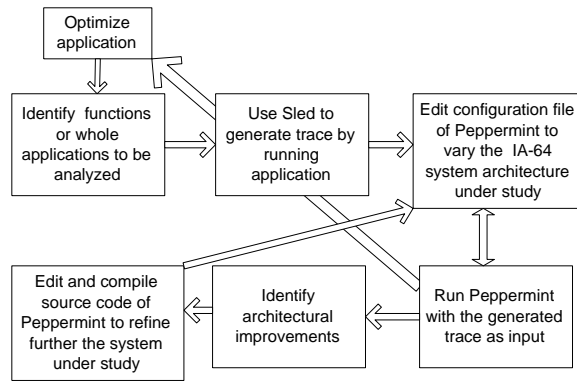 Optimize
application
Identify functions
or whole
applications to be
analyzed
Use Sled to
generate trace by
running
application
Edit configuration file
of Peppermint to
vary the IA-64
system architecture
under study
Edit and compile
source code of
Peppermint to refine
further the system
under study
Identify
architectural
improvements
Run Peppermint
with the generated
trace as input